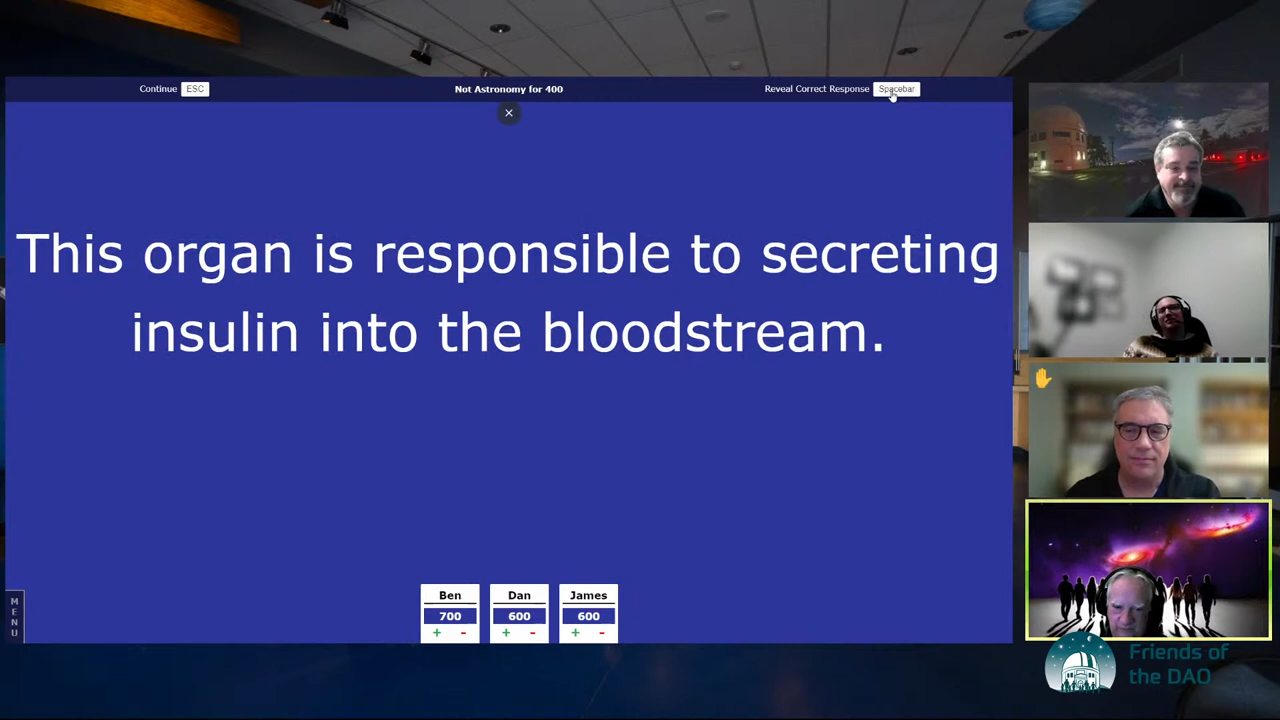 Continue ESC Not Astronomy for 400 Reveal Correct Response Spacebar
This organ is responsible to secreting
insulin into the bloodstream.
MENU
Ben Dan James
700 600 600
+ - + - + -
Friends of
the DAO